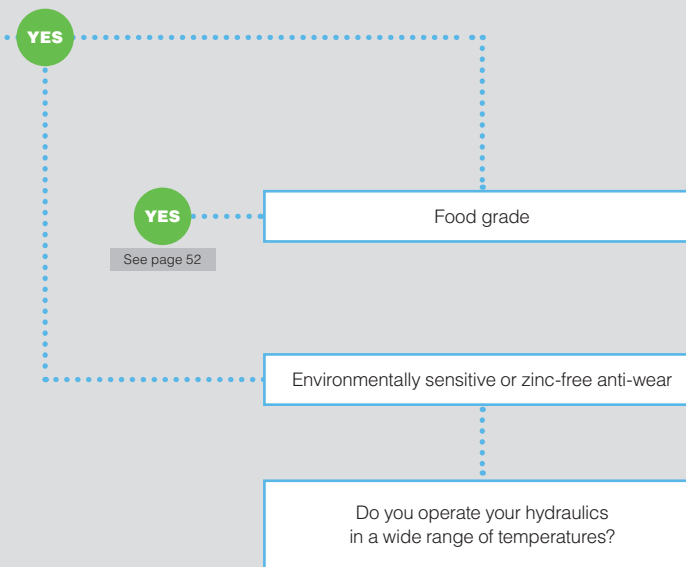 YES
YES
Food grade
See page 52
Environmentally sensitive or zinc-free anti-wear
Do you operate your hydraulics
in a wide range of temperatures?